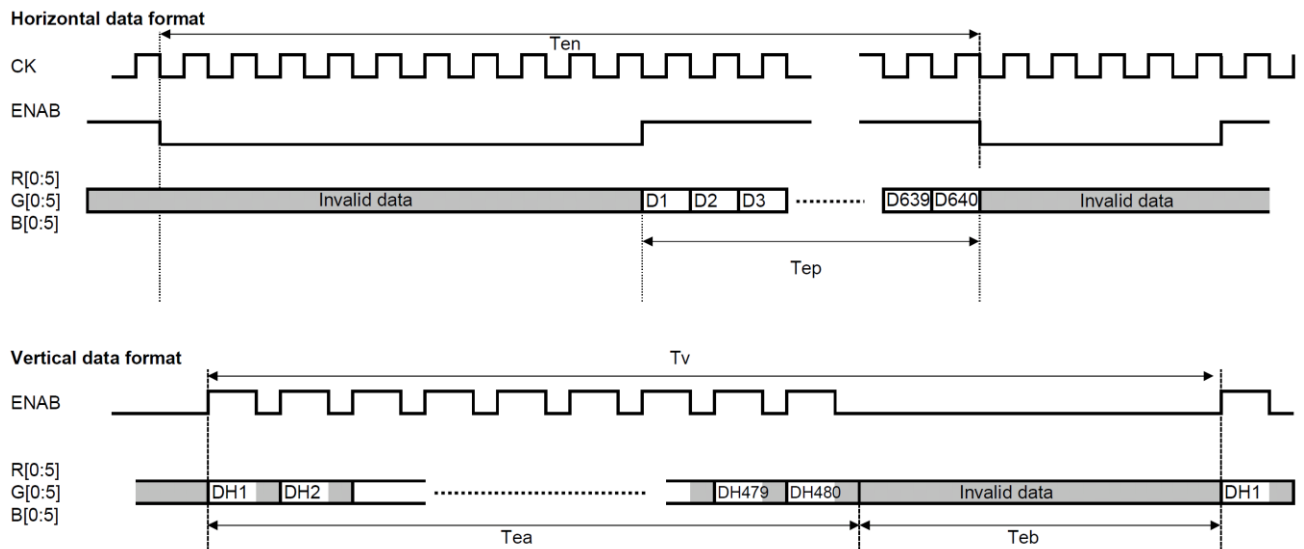 Horizontal data format
Ten
CK
ENAB
R[0:5]
G[0:5]
B[0:5]
Invalid data D1 D2 D3 D639 D640 Invalid data
Tep
Vertical data format
Tv
ENAB
R[0:5]
G[0:5]
B[0:5]
DH1 DH2 DH479 DH480 Invalid data DH1
Tea Teb